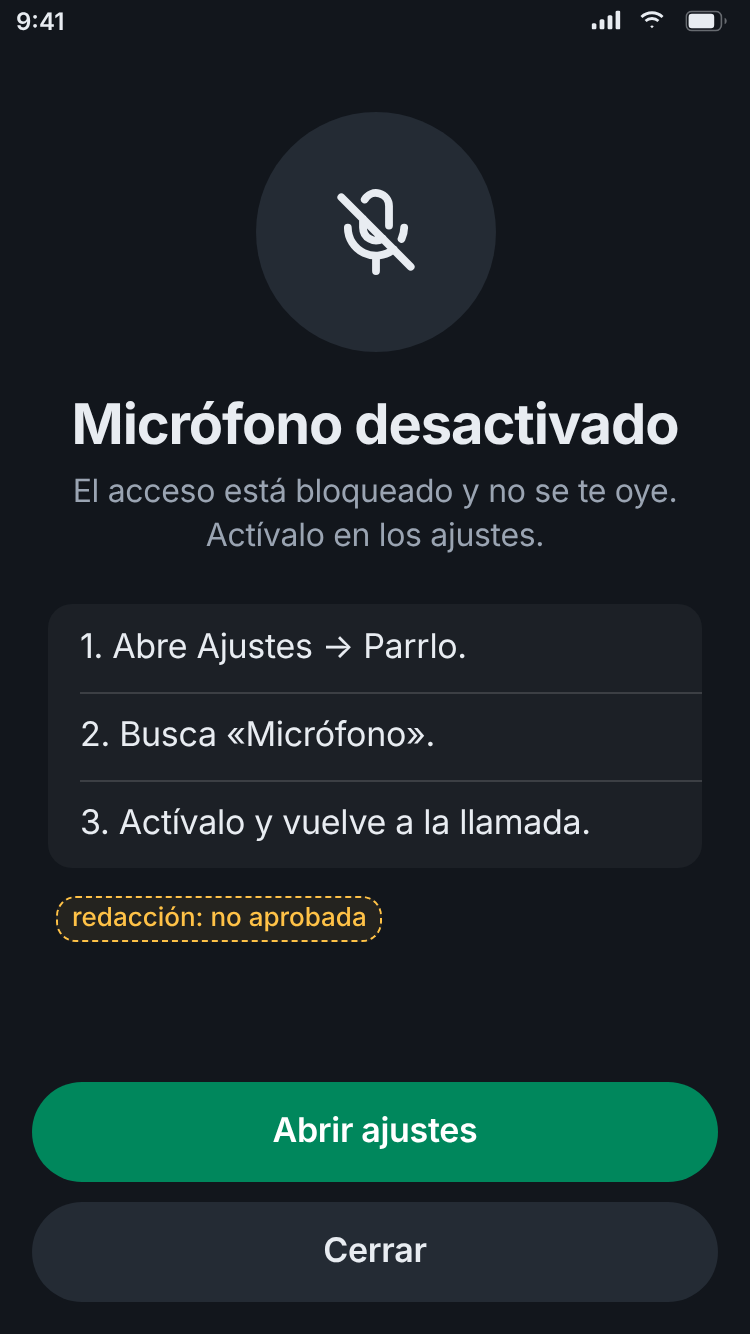 9:41
Micrófono desactivado
El acceso está bloqueado y no se te oye.
Actívalo en los ajustes.
1. Abre Ajustes → Parrlo.
2. Busca «Micrófono».
3. Actívalo y vuelve a la llamada.
redacción: no aprobada
Abrir ajustes
Cerrar